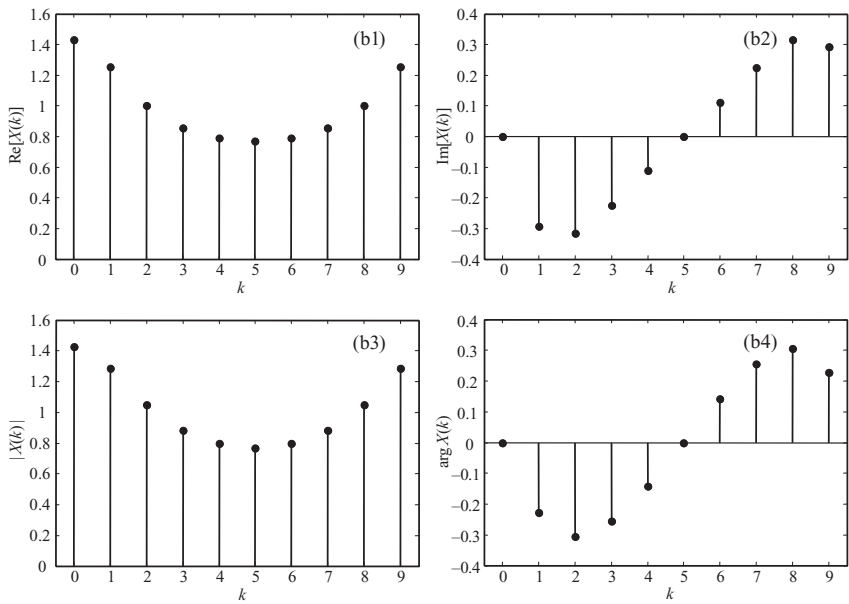 (b1)
Re[X(k)]
1.6
1.4
1.2
1
0.8
0.6
0.4
0.2
0
0 1 2 3 4 5 6 7 8 9
k
(b2)
Im[X(k)]
0.4
0.3
0.2
0.1
0
–0.1
–0.2
–0.3
–0.4
0 1 2 3 4 5 6 7 8 9
k
(b3)
|X(k)|
1.6
1.4
1.2
1
0.8
0.6
0.4
0.2
0
0 1 2 3 4 5 6 7 8 9
k
(b4)
arg X(k)
0.4
0.3
0.2
0.1
0
–0.1
–0.2
–0.3
–0.4
0 1 2 3 4 5 6 7 8 9
k